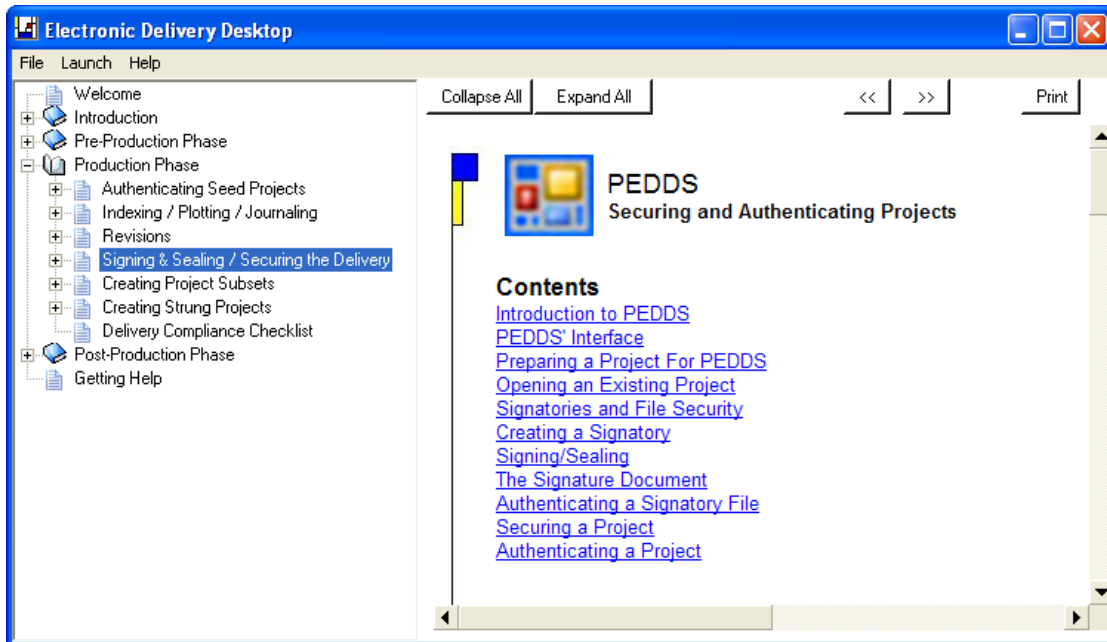 Electronic Delivery Desktop
File Launch Help
Welcome
Introduction
Pre-Production Phase
Production Phase
Authenticating Seed Projects
Indexing / Plotting / Journaling
Revisions
Signing & Sealing / Securing the Delivery
Creating Project Subsets
Creating Strung Projects
Delivery Compliance Checklist
Post-Production Phase
Getting Help
Collapse All Expand All << >> Print
PEDDS
Securing and Authenticating Projects
Contents
Introduction to PEDDS
PEDDS' Interface
Preparing a Project For PEDDS
Opening an Existing Project
Signatories and File Security
Creating a Signatory
Signing/Sealing
The Signature Document
Authenticating a Signatory File
Securing a Project
Authenticating a Project